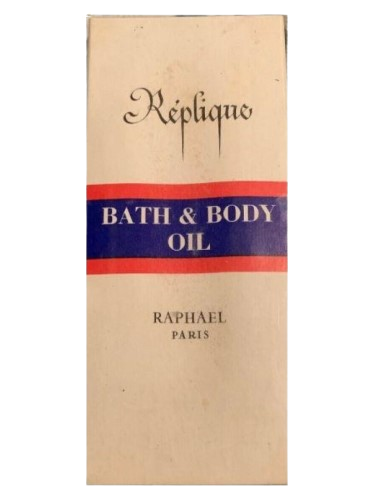 Réplique
BATH & BODY
OIL
RAPHAEL
PARIS